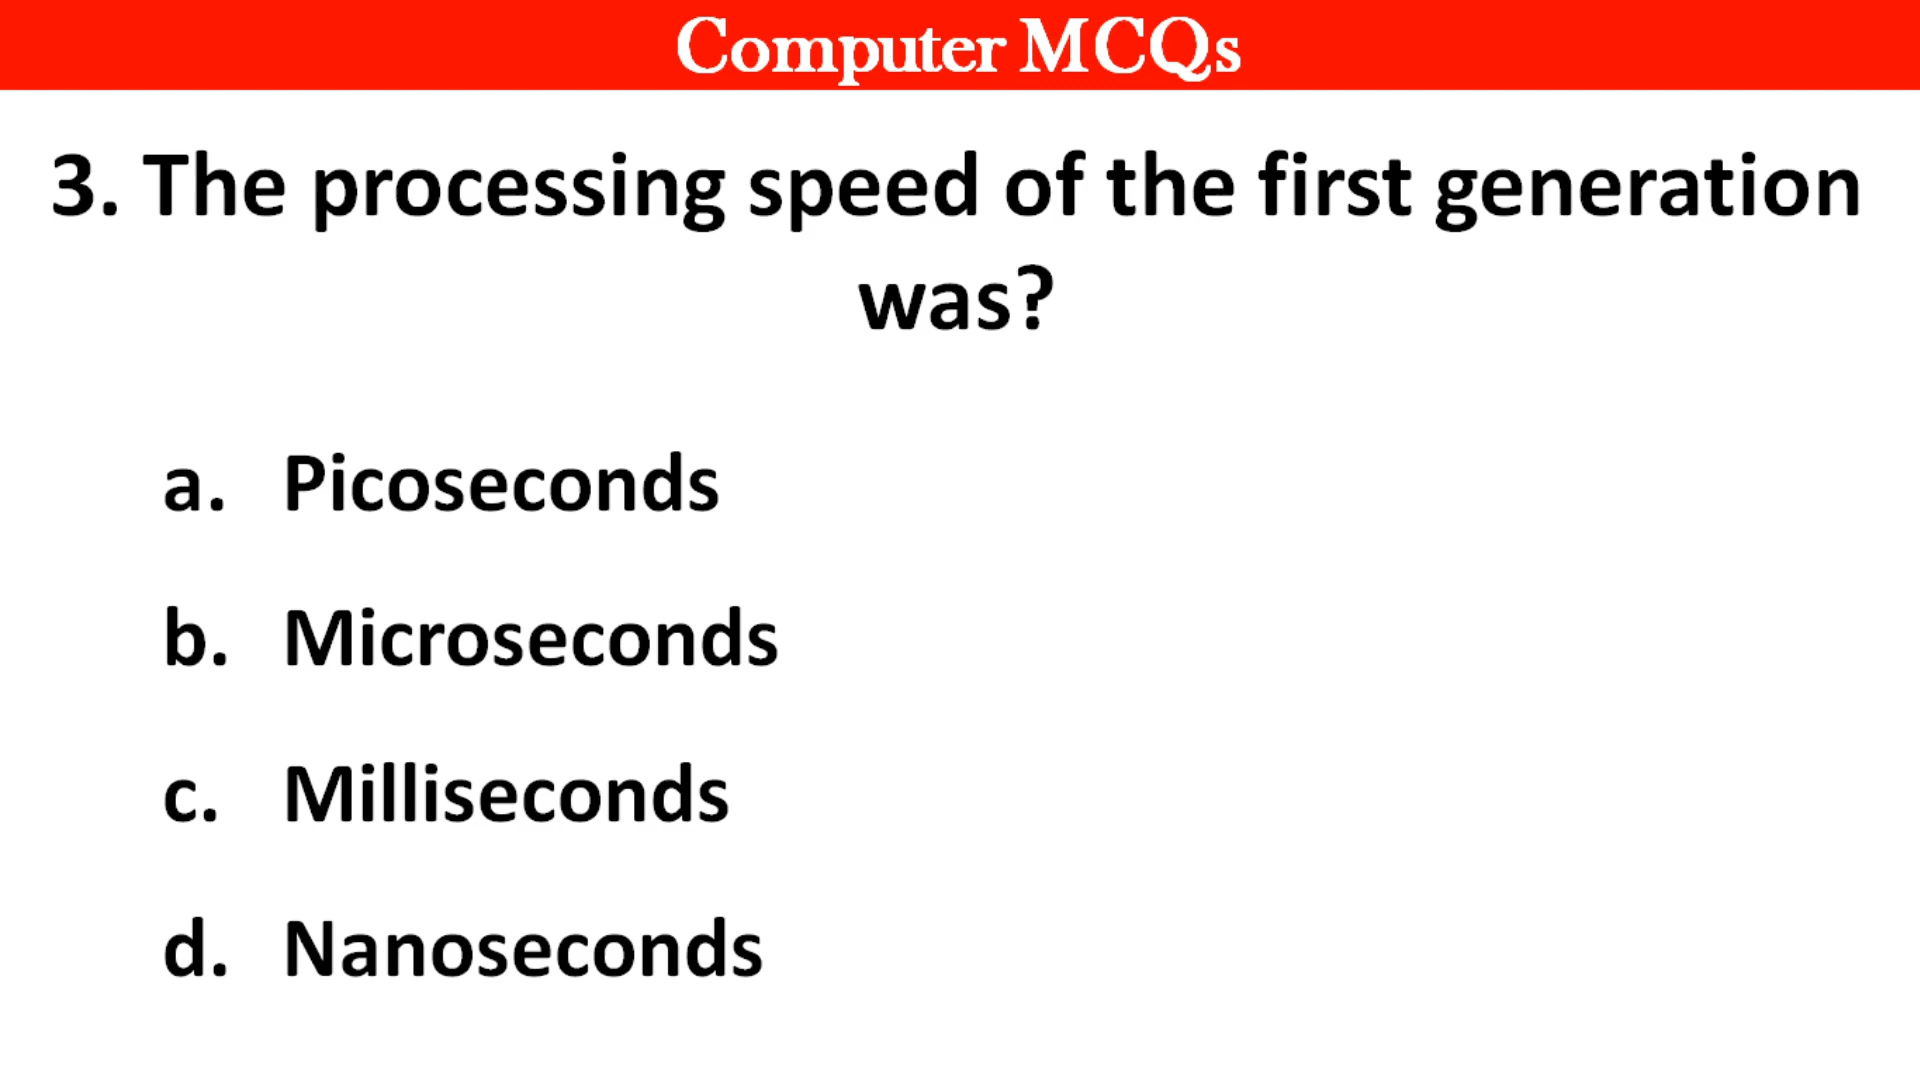 Computer MCQs
3. The processing speed of the first generation
was?
a. Picoseconds
b. Microseconds
c. Milliseconds
d. Nanoseconds